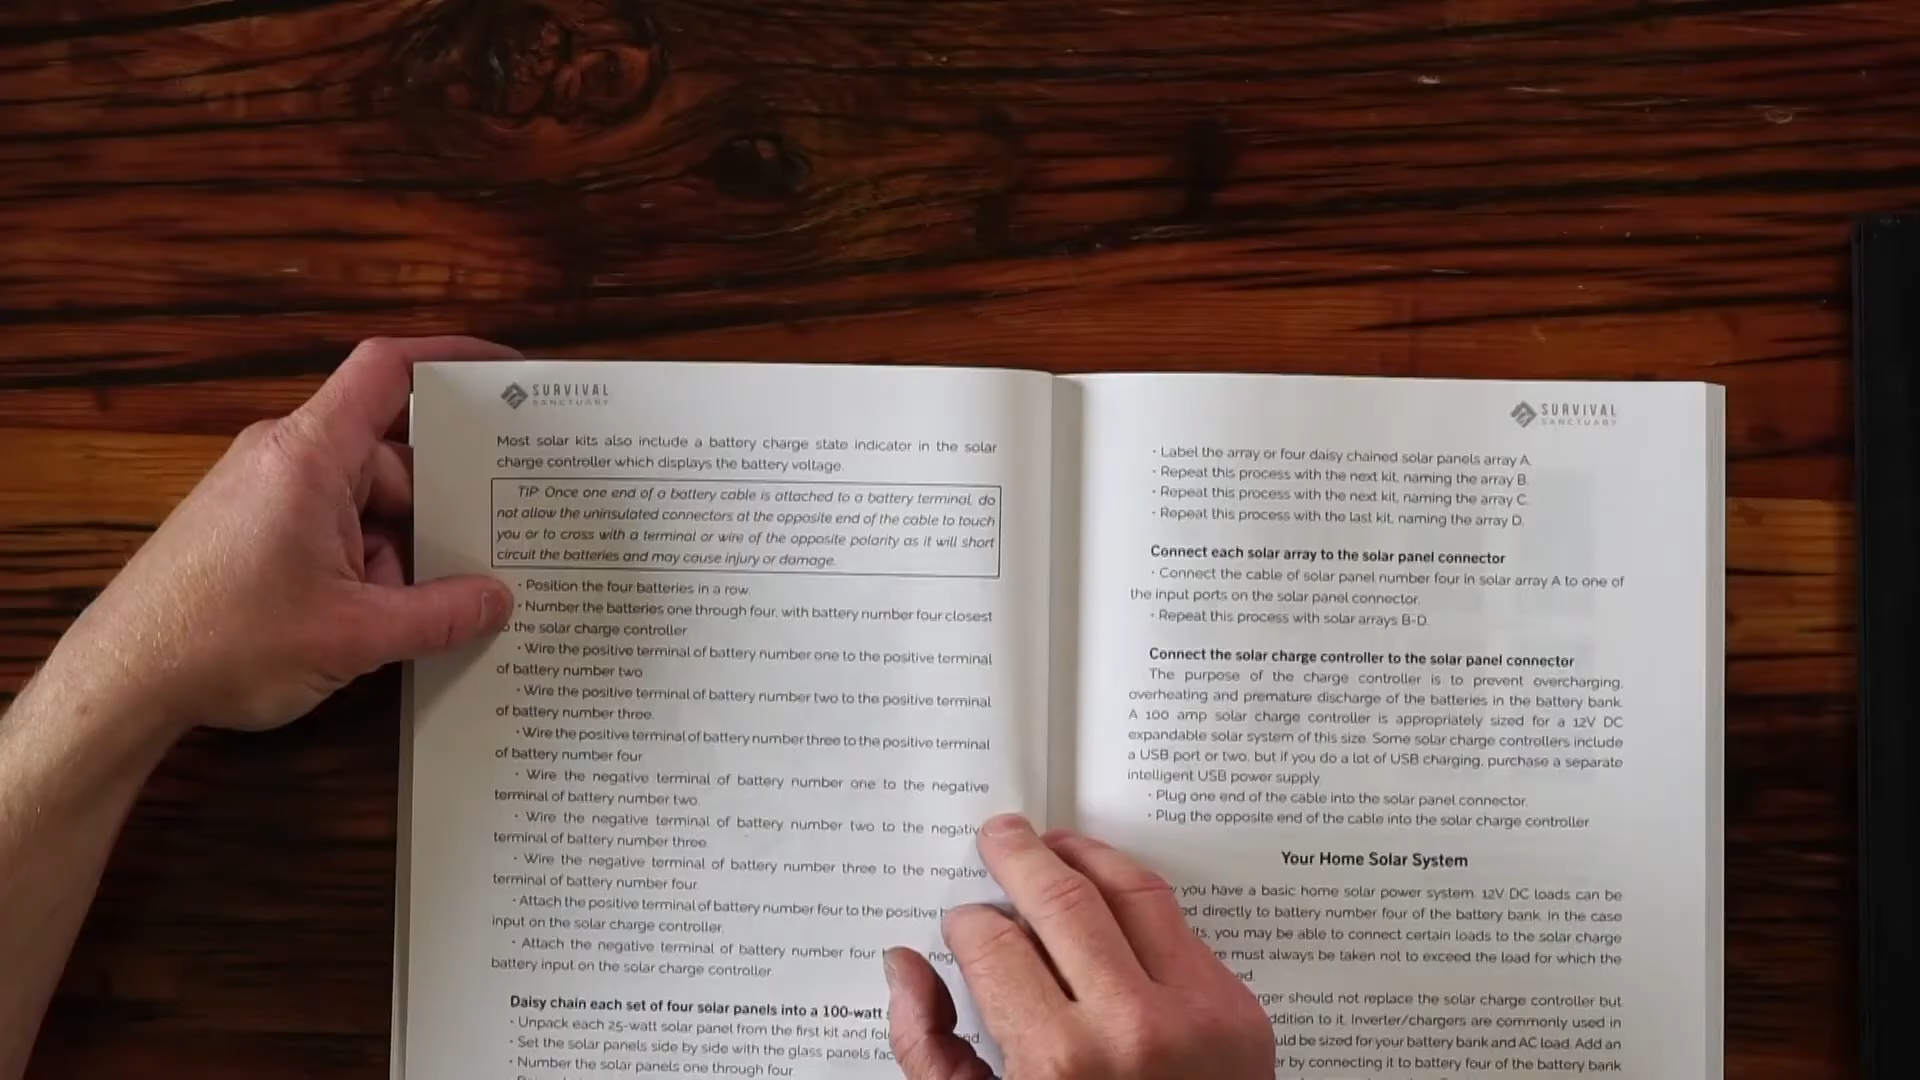 SURVIVAL
SANCTUARY
Most solar kits also include a battery charge state indicator in the solar
charge controller which displays the battery voltage.
TIP: Once one end of a battery cable is attached to a battery terminal, do
not allow the uninsulated connectors at the opposite end of the cable to touch
you or to cross with a terminal or wire of the opposite polarity as it will short
circuit the batteries and may cause injury or damage.
• Position the four batteries in a row.
• Number the batteries one through four, with battery number four closest
the solar charge controller
• Wire the positive terminal of battery number one to the positive terminal
of battery number two
• Wire the positive terminal of battery number two to the positive terminal
of battery number three.
• Wire the positive terminal of battery number three to the positive terminal
of battery number four
• Wire the negative terminal of battery number one to the negative
terminal of battery number two.
• Wire the negative terminal of battery number two to the negative
terminal of battery number three.
• Wire the negative terminal of battery number three to the negative
terminal of battery number four.
• Attach the positive terminal of battery number four to the positive
input on the solar charge controller.
• Attach the negative terminal of battery number four
battery input on the solar charge controller.
Daisy chain each set of four solar panels into a 100-watt
• Unpack each 25-watt solar panel from the first kit and
• Set the solar panels side by side with the glass panels
• Number the solar panels one through four.
SURVIVAL
SANCTUARY
• Label the array or four daisy chained solar panels array A.
• Repeat this process with the next kit, naming the array B.
• Repeat this process with the next kit, naming the array C.
• Repeat this process with the last kit, naming the array D.
Connect each solar array to the solar panel connector
• Connect the cable of solar panel number four in solar array A to one of
the input ports on the solar panel connector.
• Repeat this process with solar arrays B-D.
Connect the solar charge controller to the solar panel connector
The purpose of the charge controller is to prevent overcharging,
overheating and premature discharge of the batteries in the battery bank.
A 100 amp solar charge controller is appropriately sized for a 12V DC
expandable solar system of this size. Some solar charge controllers include
a USB port or two, but if you do a lot of USB charging, purchase a separate
intelligent USB power supply.
• Plug one end of the cable into the solar panel connector.
• Plug the opposite end of the cable into the solar charge controller
Your Home Solar System
you have a basic home solar power system. 12V DC loads can be
directly to battery number four of the battery bank. In the case
you may be able to connect certain loads to the solar charge
must always be taken not to exceed the load for which the
should not replace the solar charge controller but
addition to it. Inverter/chargers are commonly used in
be sized for your battery bank and AC load. Add an
by connecting it to battery four of the battery bank